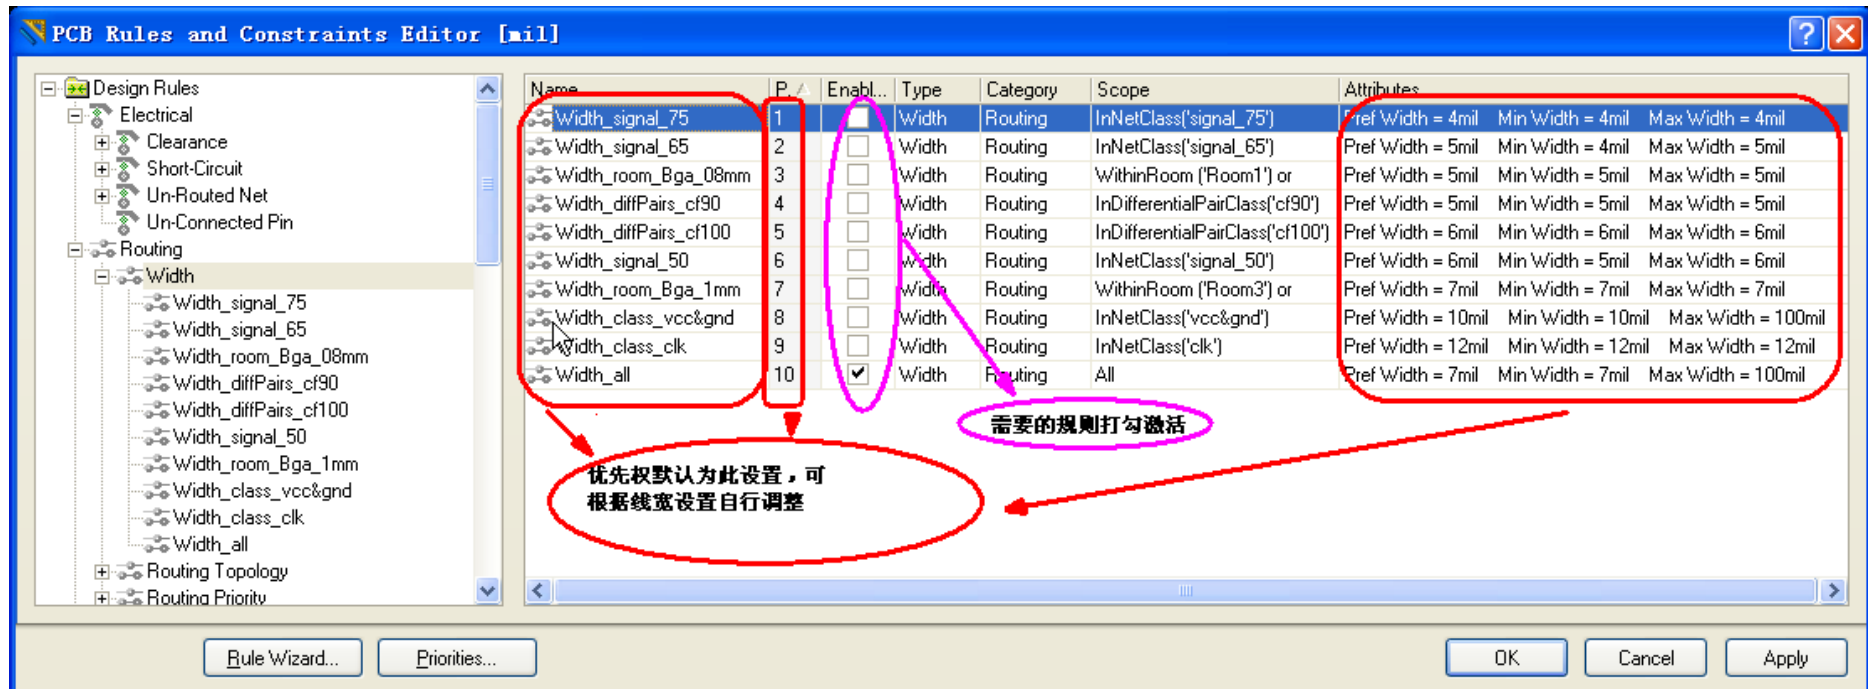 PCB Rules and Constraints Editor [mil]
Design Rules
Electrical
Clearance
Short-Circuit
Un-Routed Net
Un-Connected Pin
Routing
Width
Width_signal_75
Width_signal_65
Width_room_Bga_08mm
Width_diffPairs_cf90
Width_diffPairs_cf100
Width_signal_50
Width_room_Bga_1mm
Width_class_vcc&gnd
Width_class_clk
Width_all
Routing Topology
Routing Priority
Name P. Enabl... Type Category Scope Attributes
Width_signal_75 1 Width Routing InNetClass('signal_75') Pref Width = 4mil Min Width = 4mil Max Width = 4mil
Width_signal_65 2 Width Routing InNetClass('signal_65') Pref Width = 5mil Min Width = 4mil Max Width = 5mil
Width_room_Bga_08mm 3 Width Routing WithinRoom ('Room1') or Pref Width = 5mil Min Width = 5mil Max Width = 5mil
Width_diffPairs_cf90 4 Width Routing InDifferentialPairClass('cf90') Pref Width = 5mil Min Width = 5mil Max Width = 5mil
Width_diffPairs_cf100 5 Width Routing InDifferentialPairClass('cf100') Pref Width = 6mil Min Width = 6mil Max Width = 6mil
Width_signal_50 6 Width Routing InNetClass('signal_50') Pref Width = 6mil Min Width = 5mil Max Width = 6mil
Width_room_Bga_1mm 7 Width Routing WithinRoom ('Room3') or Pref Width = 7mil Min Width = 7mil Max Width = 7mil
Width_class_vcc&gnd 8 Width Routing InNetClass('vcc&gnd') Pref Width = 10mil Min Width = 10mil Max Width = 100mil
Width_class_clk 9 Width Routing InNetClass('clk') Pref Width = 12mil Min Width = 12mil Max Width = 12mil
Width_all 10 Width Routing All Pref Width = 7mil Min Width = 7mil Max Width = 100mil
需要的规则打勾激活
优先权默认为此设置，可
根据线宽设置自行调整
Rule Wizard... Priorities... OK Cancel Apply